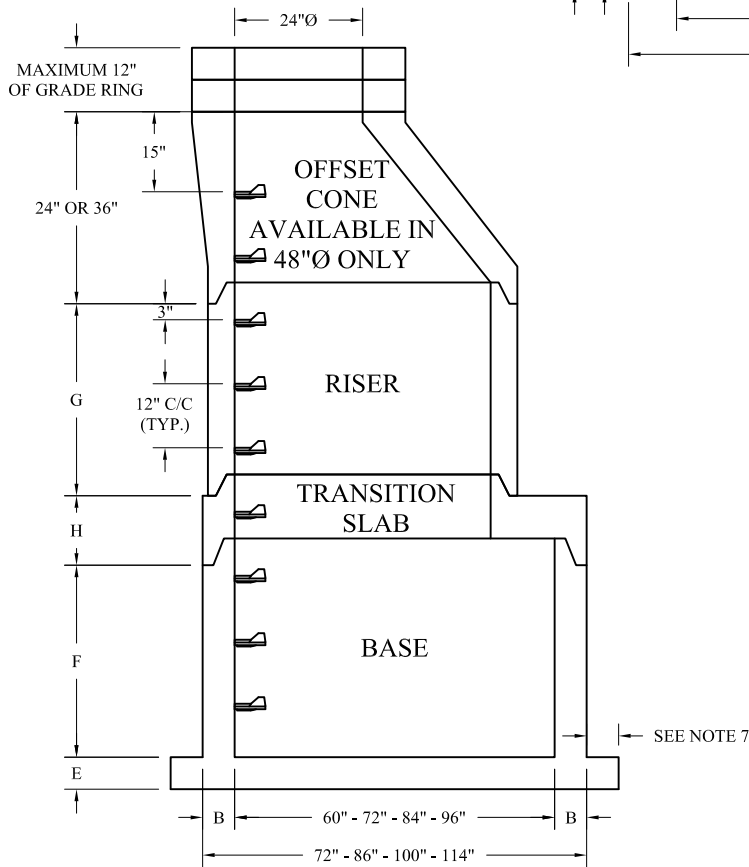 24"Ø
MAXIMUM 12"
OF GRADE RING
15"
OFFSET
CONE
AVAILABLE IN
48"Ø ONLY
24" OR 36"
3"
RISER
G
12" C/C
(TYP.)
TRANSITION
SLAB
H
BASE
F
SEE NOTE 7
E
B
60" - 72" - 84" - 96"
B
72" - 86" - 100" - 114"